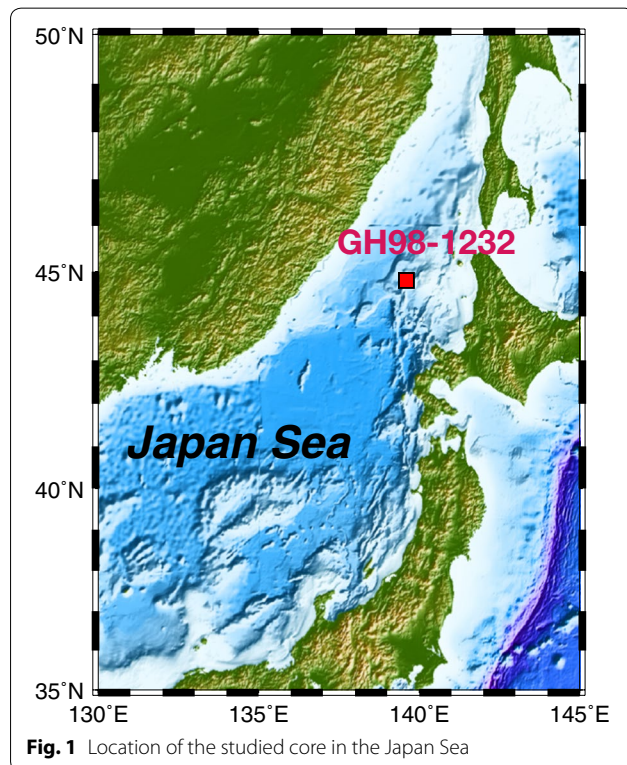 50˚N
GH98-1232
45˚N
Japan Sea
40˚N
35˚N
130˚E 135˚E 140˚E 145˚E
Fig. 1 Location of the studied core in the Japan Sea